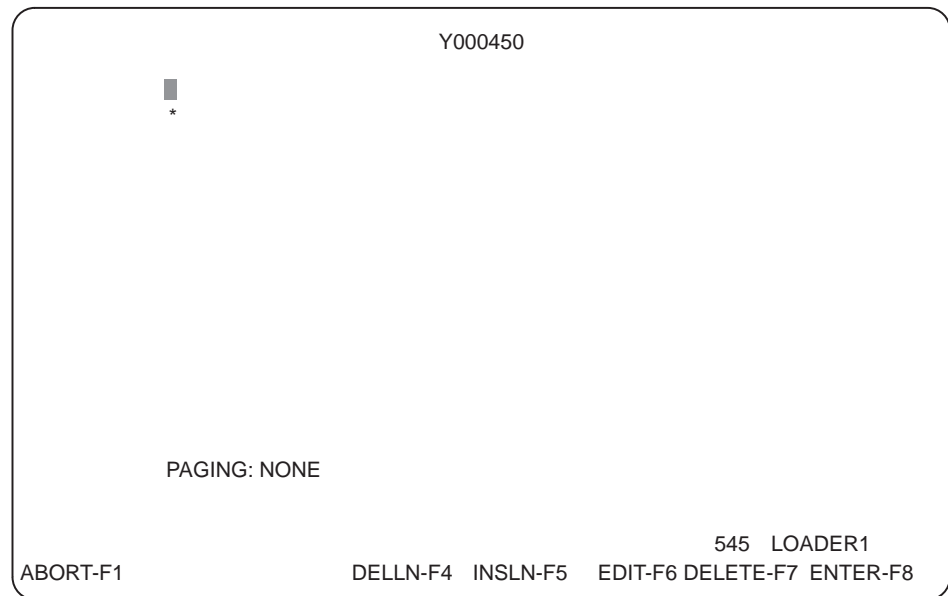 Y000450
*
PAGING: NONE
545 LOADER1
ABORT-F1 DELLN-F4 INSLN-F5 EDIT-F6 DELETE-F7 ENTER-F8